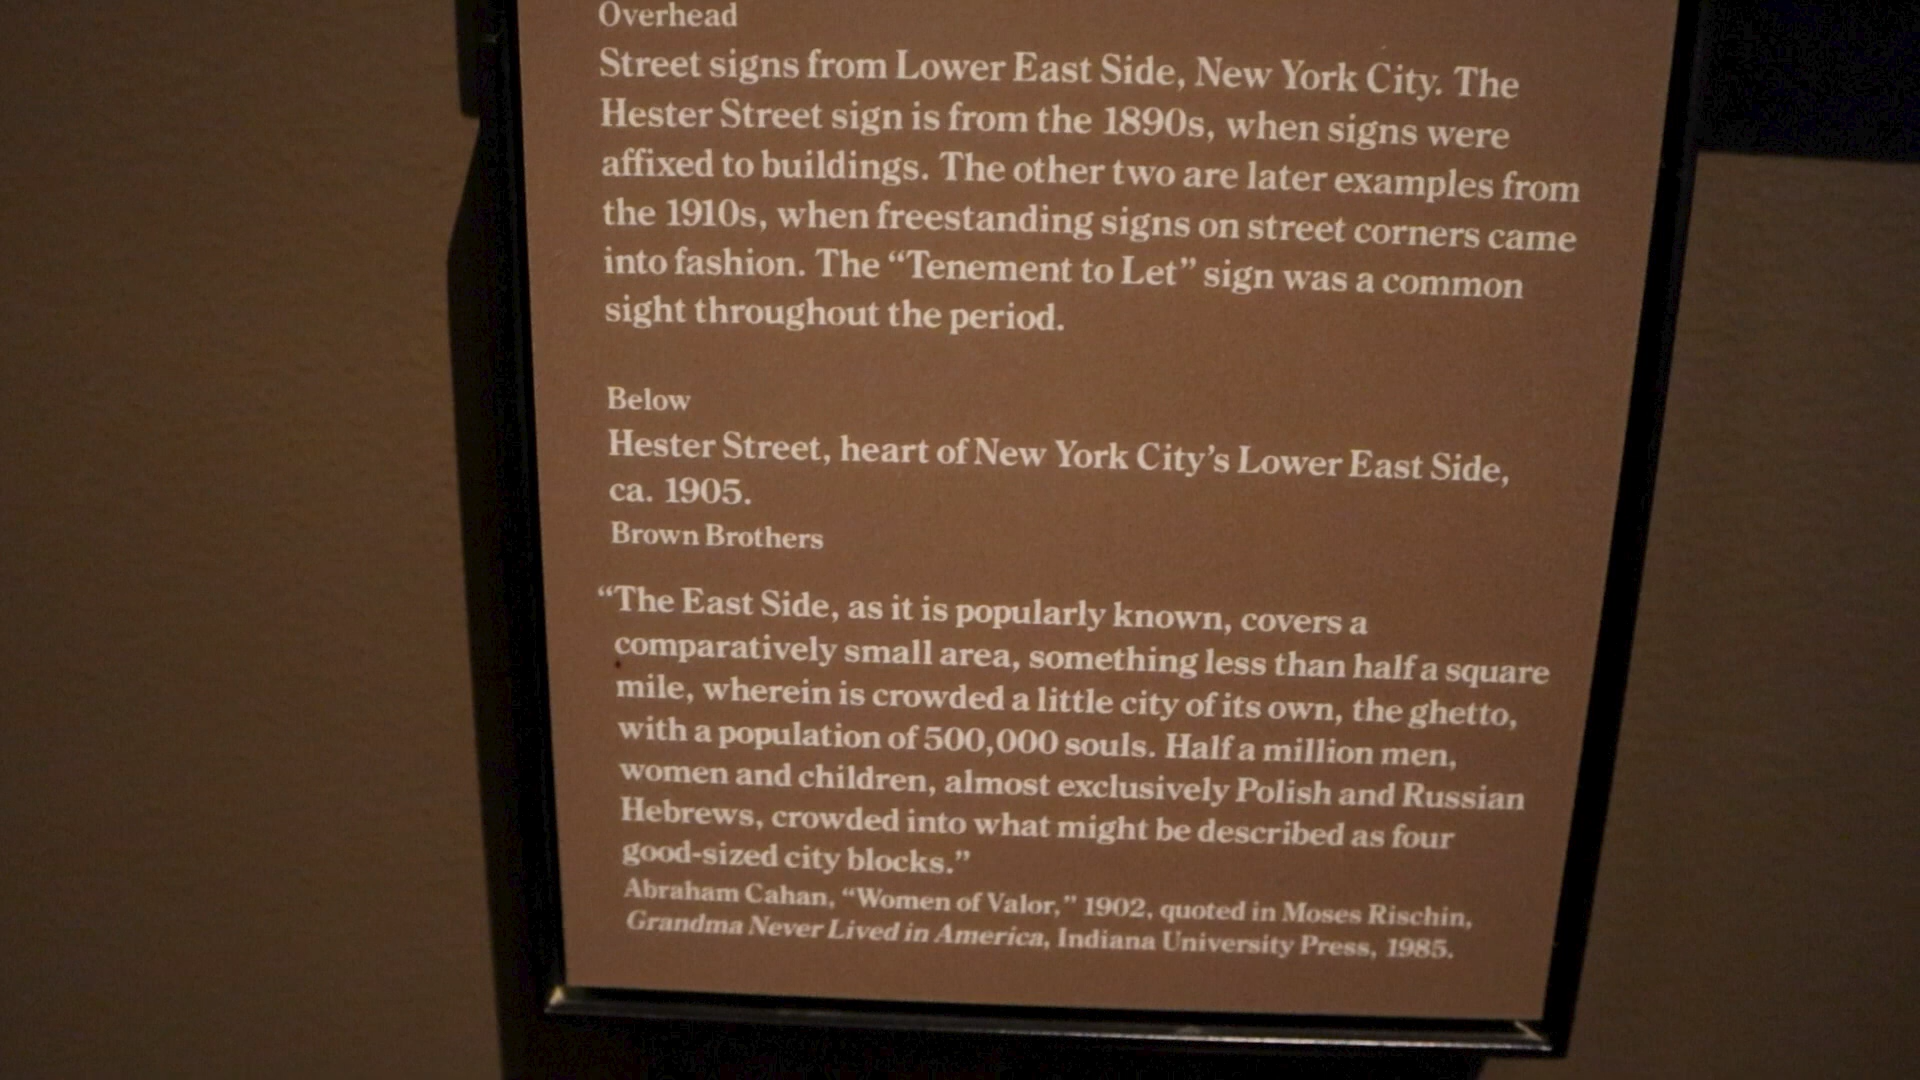 Overhead
Street signs from Lower East Side, New York City. The
Hester Street sign is from the 1890s, when signs were
affixed to buildings. The other two are later examples from
the 1910s, when freestanding signs on street corners came
into fashion. The “Tenement to Let” sign was a common
sight throughout the period.
Below
Hester Street, heart of New York City’s Lower East Side,
ca. 1905.
Brown Brothers
“The East Side, as it is popularly known, covers a
comparatively small area, something less than half a square
mile, wherein is crowded a little city of its own, the ghetto,
with a population of 500,000 souls. Half a million men,
women and children, almost exclusively Polish and Russian
Hebrews, crowded into what might be described as four
good-sized city blocks.”
Abraham Cahan, “Women of Valor,” 1902, quoted in Moses Rischin,
Grandma Never Lived in America, Indiana University Press, 1985.